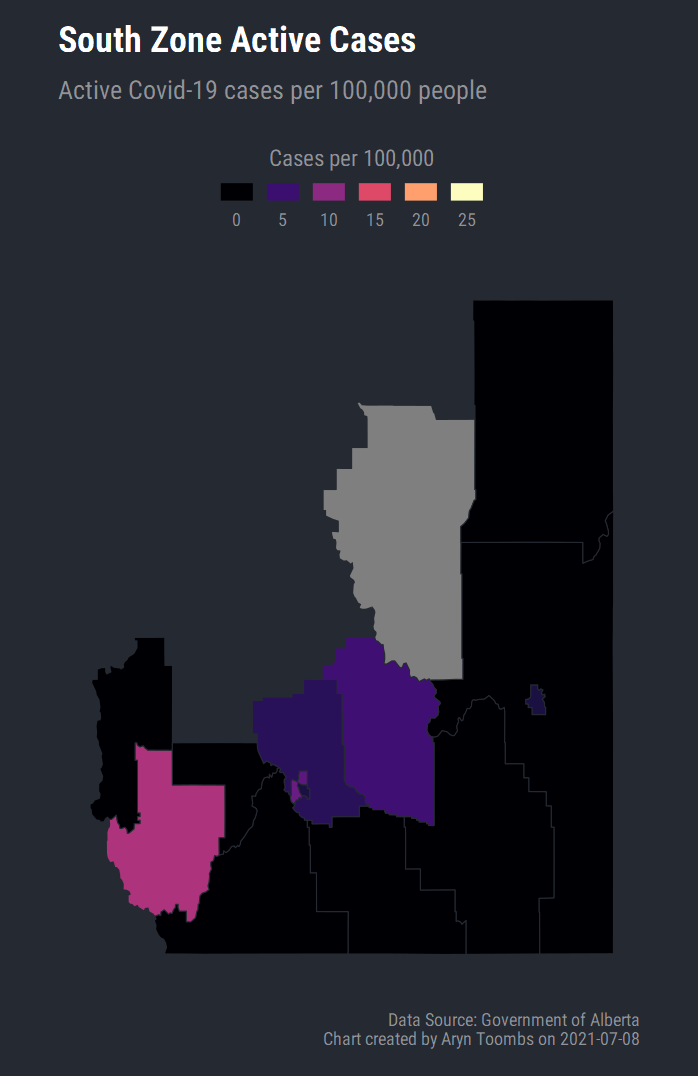 South Zone Active Cases
Active Covid-19 cases per 100,000 people
Cases per 100,000
0 5 10 15 20 25
Data Source: Government of Alberta
Chart created by Aryn Toombs on 2021-07-08